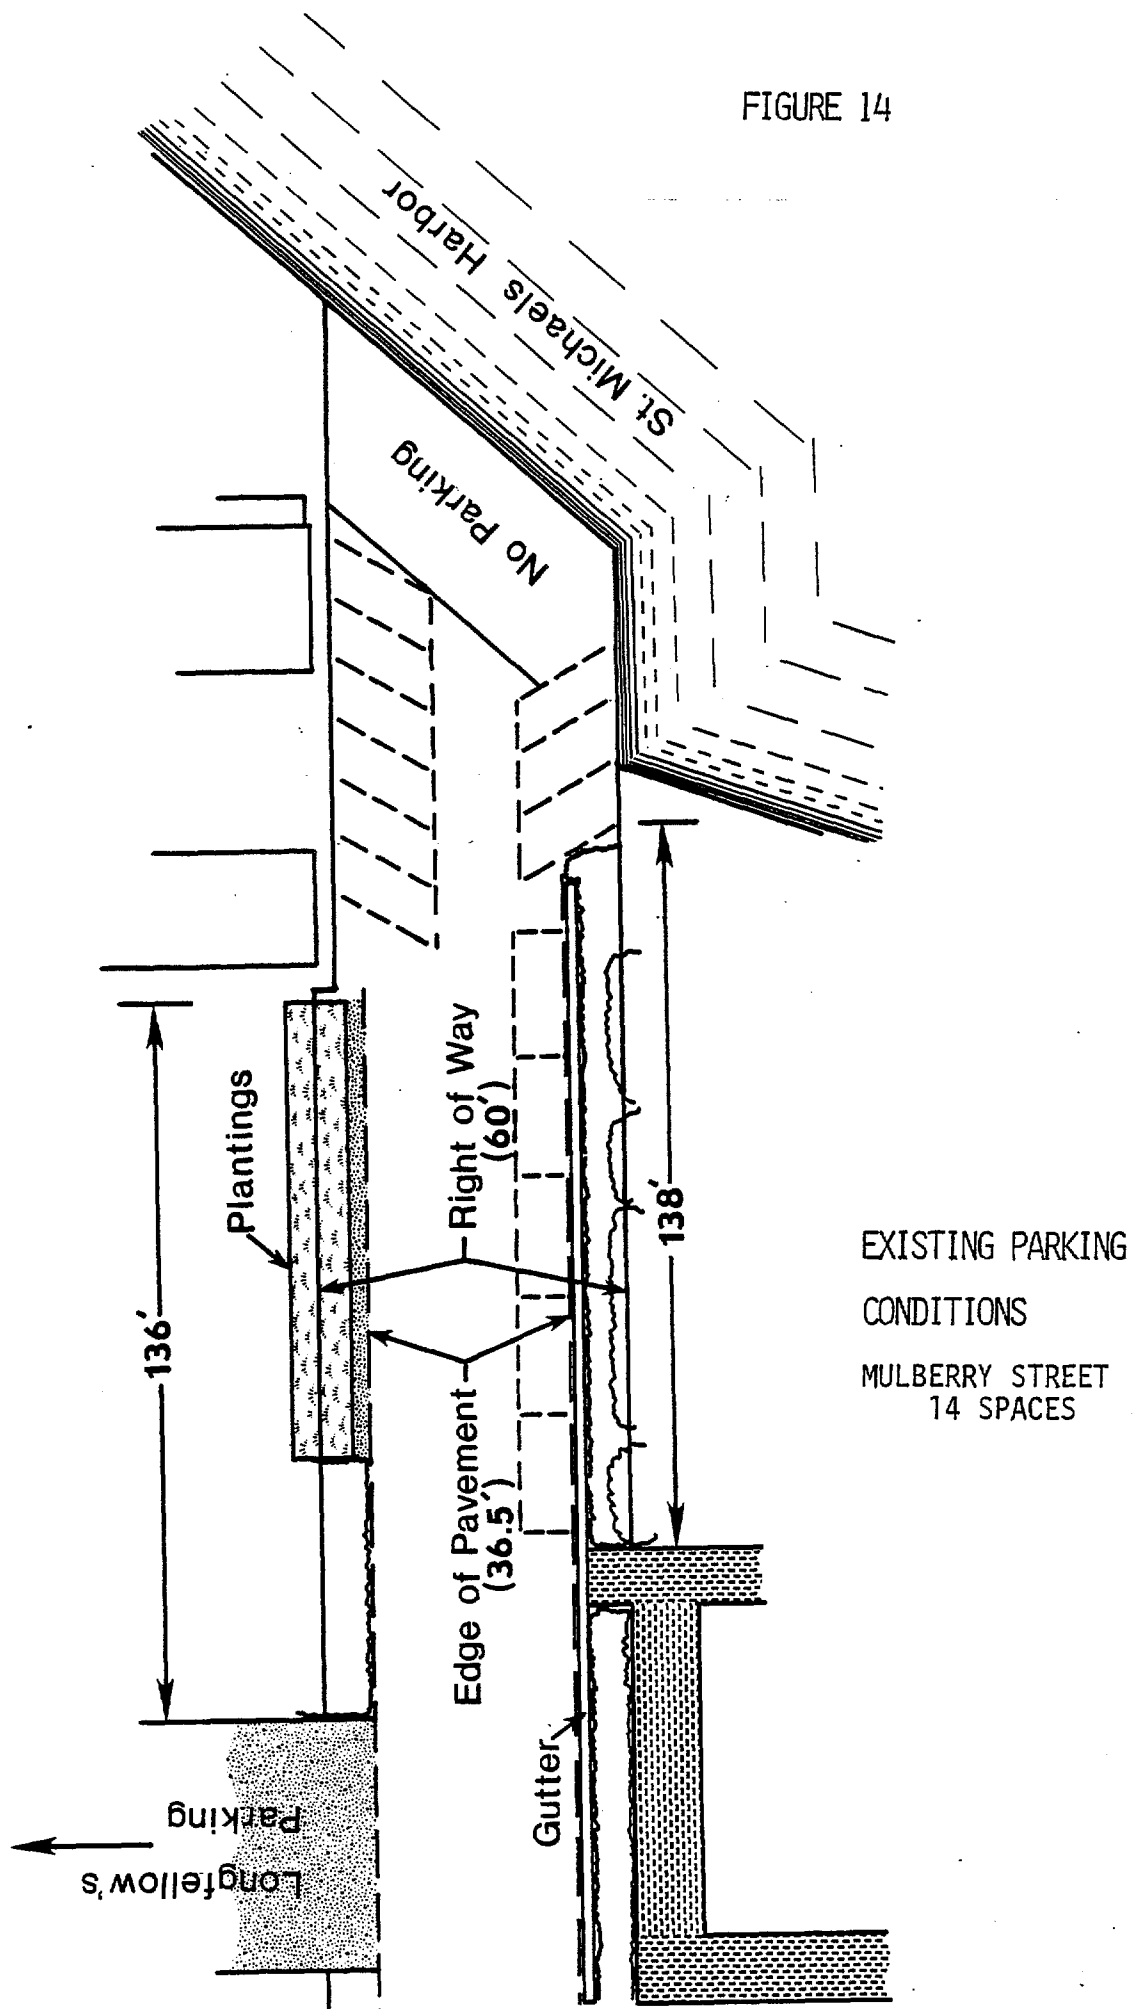 FIGURE 14
St. Michaels Harbor
No Parking
Plantings
136′
Right of Way
(60′)
138′
Edge of Pavement
(36.5′)
Gutter
Longfellow's
Parking
EXISTING PARKING
CONDITIONS
MULBERRY STREET
14 SPACES